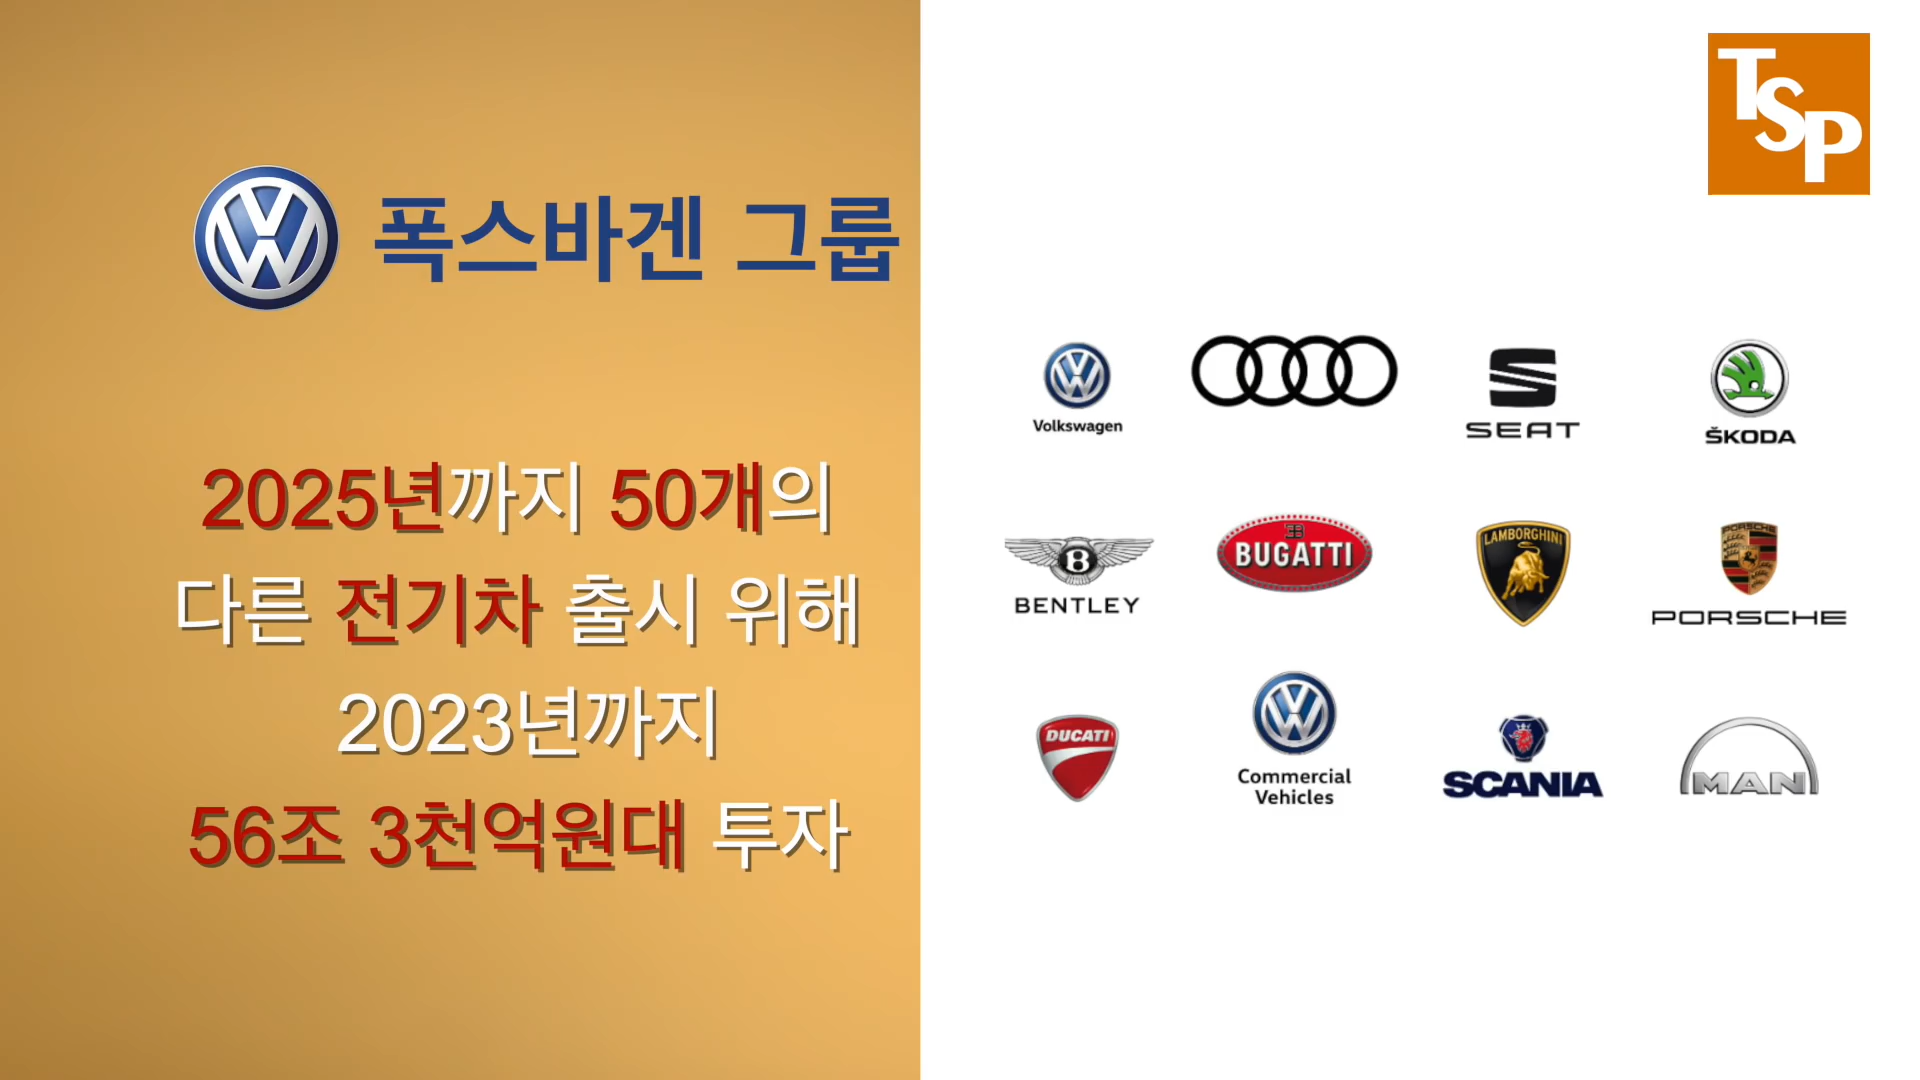 TSP
폭스바겐 그룹
2025년까지 50개의
다른 전기차 출시 위해
2023년까지
56조 3천억원대 투자
Volkswagen
SEAT
ŠKODA
BENTLEY
BUGATTI
LAMBORGHINI
PORSCHE
PORSCHE
DUCATI
Commercial
Vehicles
SCANIA
MAN